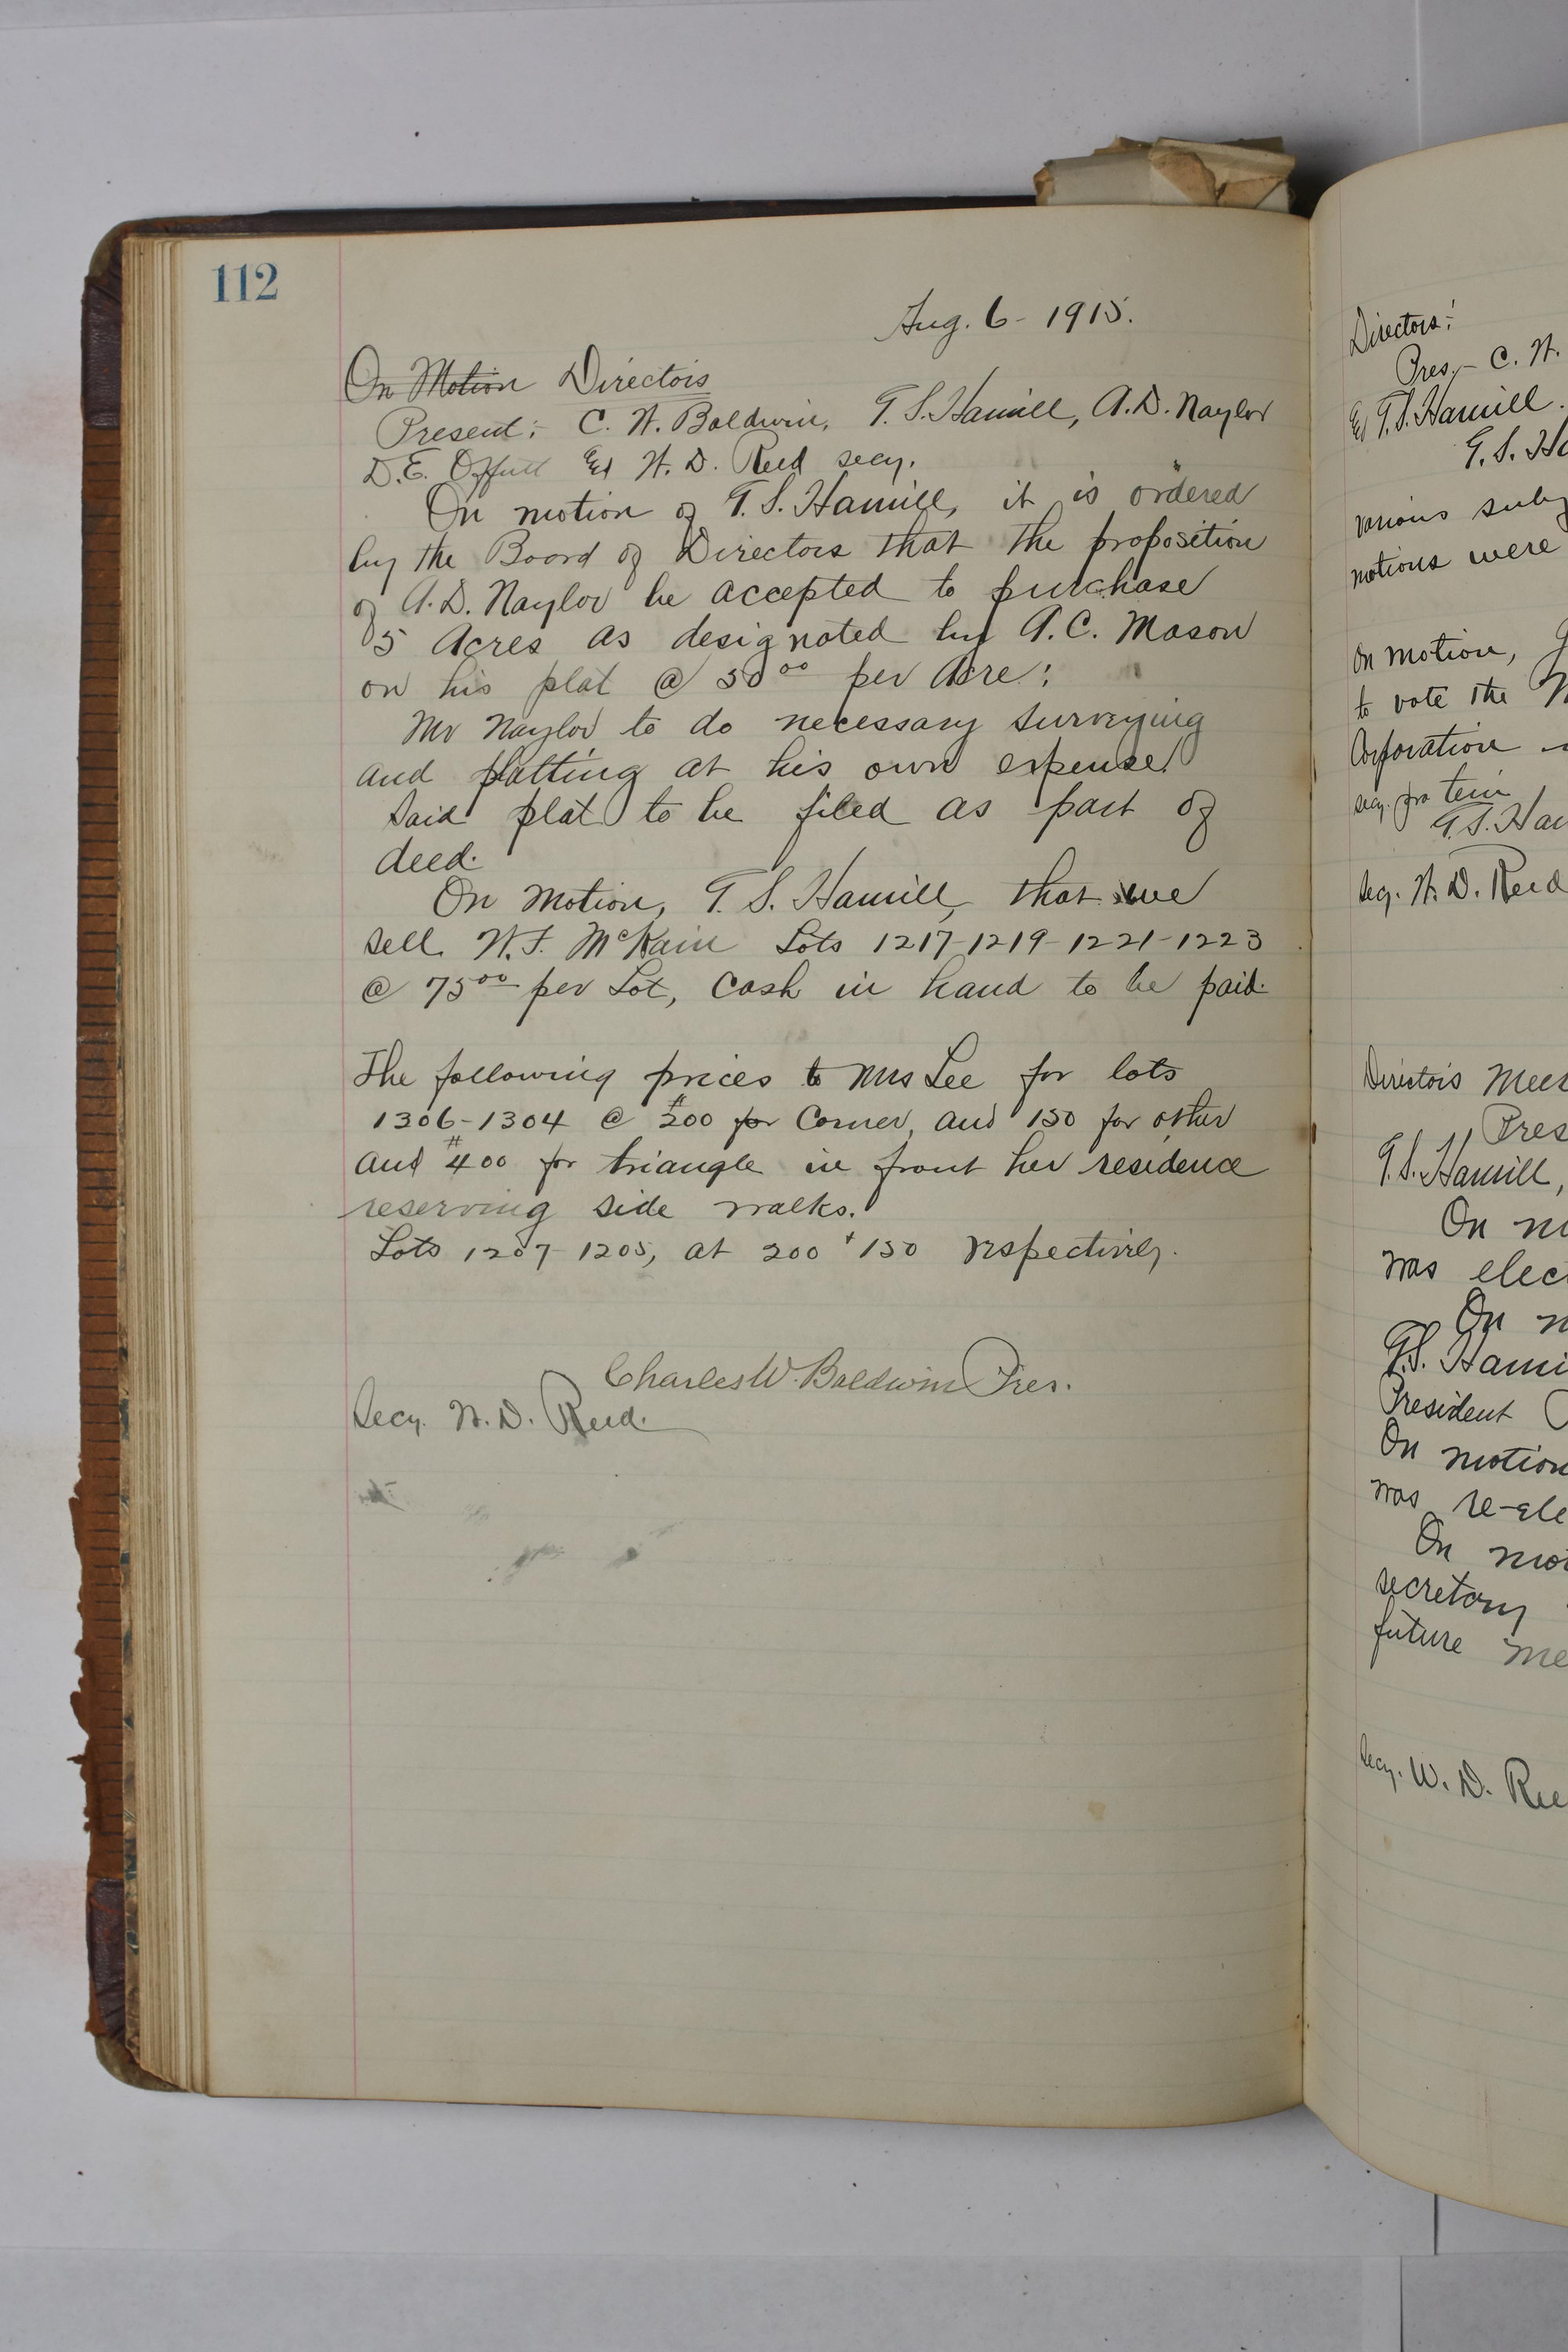 112
Aug. 6 - 1915.
On Motion Directors
Present:- C. W. Baldwin, G. S. Hamill, A. D. Naylor
D. E. Offutt & W. D. Reed secy.
On motion of G. S. Hamill, it is ordered
by the Board of Directors that the proposition
of A. D. Naylor be accepted to purchase
5 Acres as designated by A. C. Mason
on his plat @ 50 00 per Acre:
Mr Naylor to do necessary surveying
and platting at his own expense.
Said plat to be filed as part of
deed.
On Motion, G. S. Hamill, that we
sell W. F. McKain Lots 1217-1219-1221-1223
@ 75 00 per Lot, Cash in hand to be paid.
The following prices to Mrs Lee for lots
1306-1304 @ #200 for Corner, and 150 for other
and #400 for triangle in front her residence
reserving side walks.
Lots 1207-1205, at 200 + 150 respectively.
Charles W. Baldwin Pres.
Secy. W. D. Reed.
Directors:-
Pres.- C. W.
& G. S. Hamill.
G. S. Ha
various subj
motions were
On motion, G
to vote the
Corporation
secy. pro tem
G. S. Ham
Secy. W. D. Reed
Directors Meet
Pres
G. S. Hamill,
On mo
was elec
On m
G. S. Hami
President
On motion
was re-ele
On mot
secretary
future me
Secy. W. D. Ree